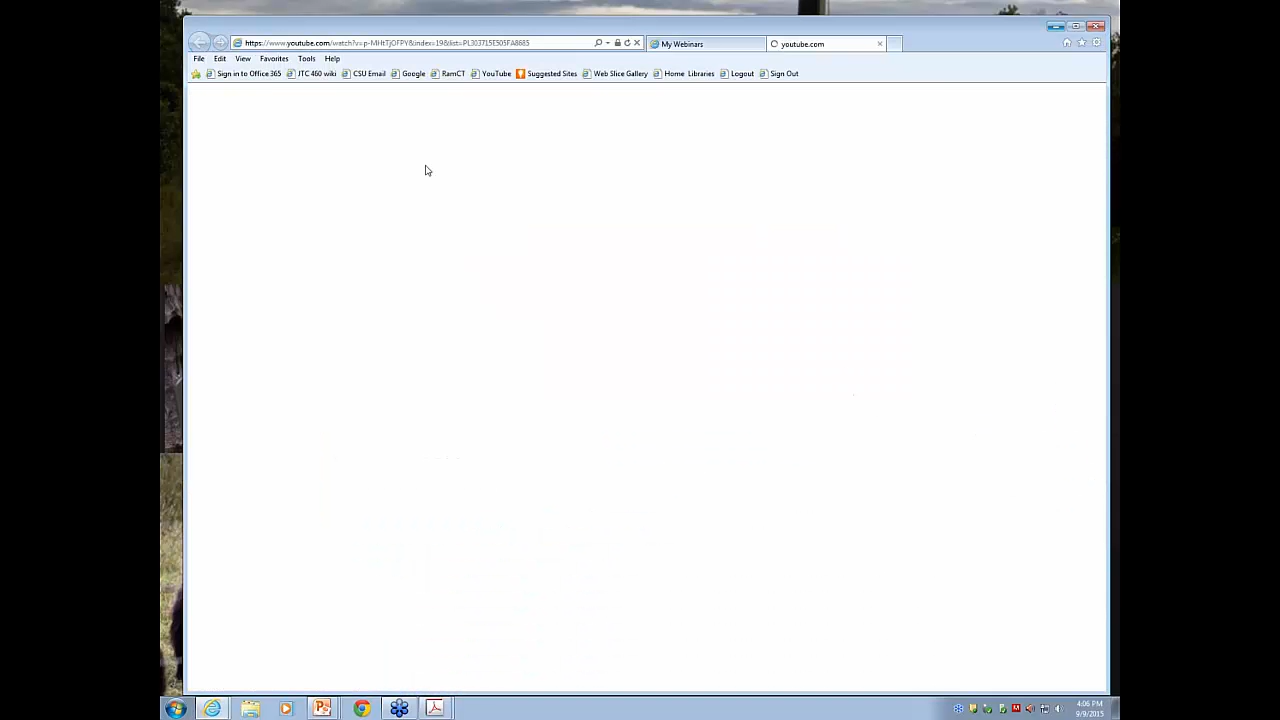 https://www.youtube.com/watch?v=p-MiHtTjOFPY&index=19&list=PL303715E505FA8685
My Webinars
youtube.com
File Edit View Favorites Tools Help
Sign in to Office 365 JTC 460 wiki CSU Email Google RamCT YouTube Suggested Sites Web Slice Gallery Home Libraries Logout Sign Out
4:06 PM
9/9/2015